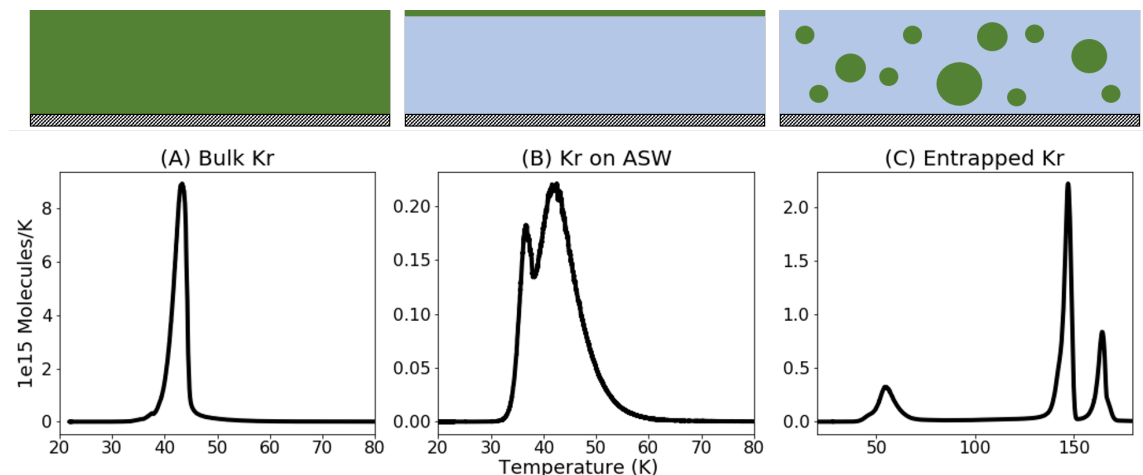 (A) Bulk Kr
(B) Kr on ASW
(C) Entrapped Kr
1e15 Molecules/K
8
6
4
2
0
20 30 40 50 60 70 80
0.20
0.15
0.10
0.05
0.00
20 30 40 50 60 70 80
2.0
1.5
1.0
0.5
0.0
50 100 150
Temperature (K)